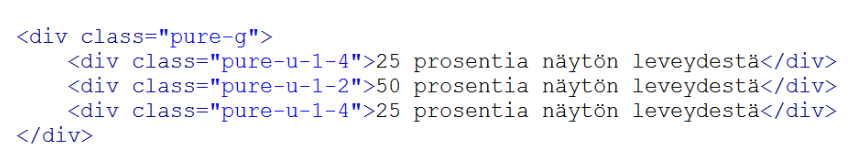 <div class="pure-g">
    <div class="pure-u-1-4">25 prosentia näytön leveydestä</div>
    <div class="pure-u-1-2">50 prosentia näytön leveydestä</div>
    <div class="pure-u-1-4">25 prosentia näytön leveydestä</div>
</div>